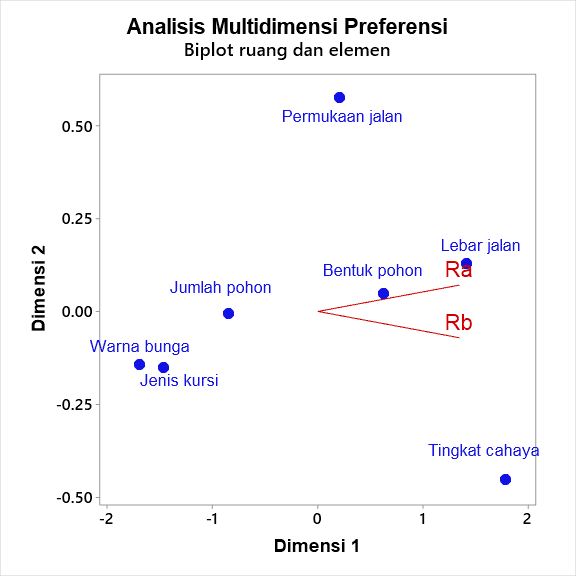 Analisis Multidimensi Preferensi
Biplot ruang dan elemen
Permukaan jalan
0.50
0.25
Lebar jalan
Ra
Bentuk pohon
Jumlah pohon
Dimensi 2
0.00
Rb
Warna bunga
Jenis kursi
-0.25
Tingkat cahaya
-0.50
-2
-1
0
1
2
Dimensi 1